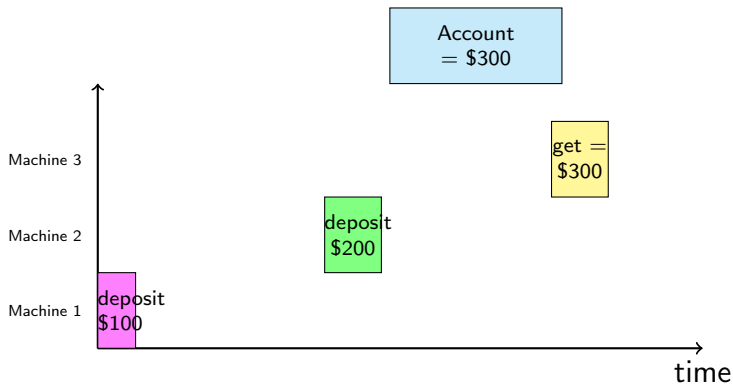 Account
= $300
Machine 3
get =
$300
Machine 2
deposit
$200
Machine 1
deposit
$100
time